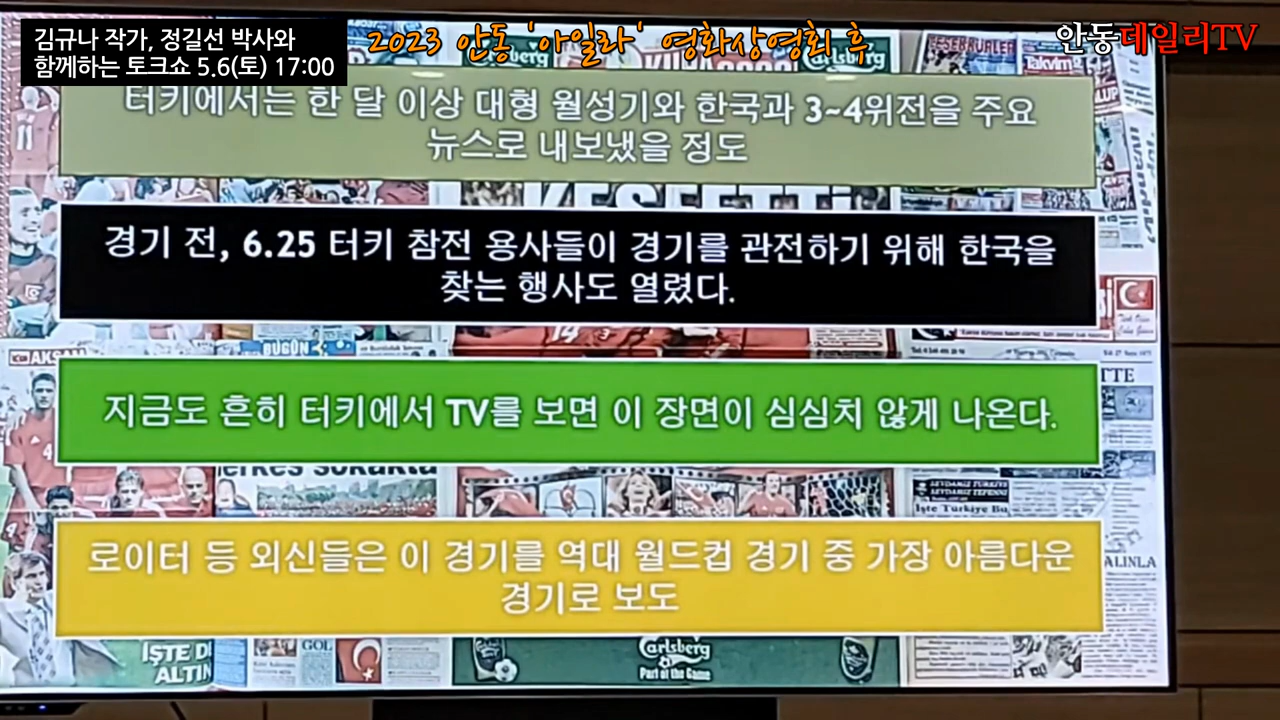 김규나 작가, 정길선 박사와
함께하는 토크쇼 5.6(토) 17:00
2023 안동 '아일라' 영화상영회 후
안동데일리TV
터키에서는 한 달 이상 대형 월성기와 한국과 3~4위전을 주요
뉴스로 내보냈을 정도
경기 전, 6.25 터키 참전 용사들이 경기를 관전하기 위해 한국을
찾는 행사도 열렸다.
AKSAM
BUGÜN
지금도 흔히 터키에서 TV를 보면 이 장면이 심심치 않게 나온다.
로이터 등 외신들은 이 경기를 역대 월드컵 경기 중 가장 아름다운
경기로 보도
GOL
Carlsberg
Part of the Game